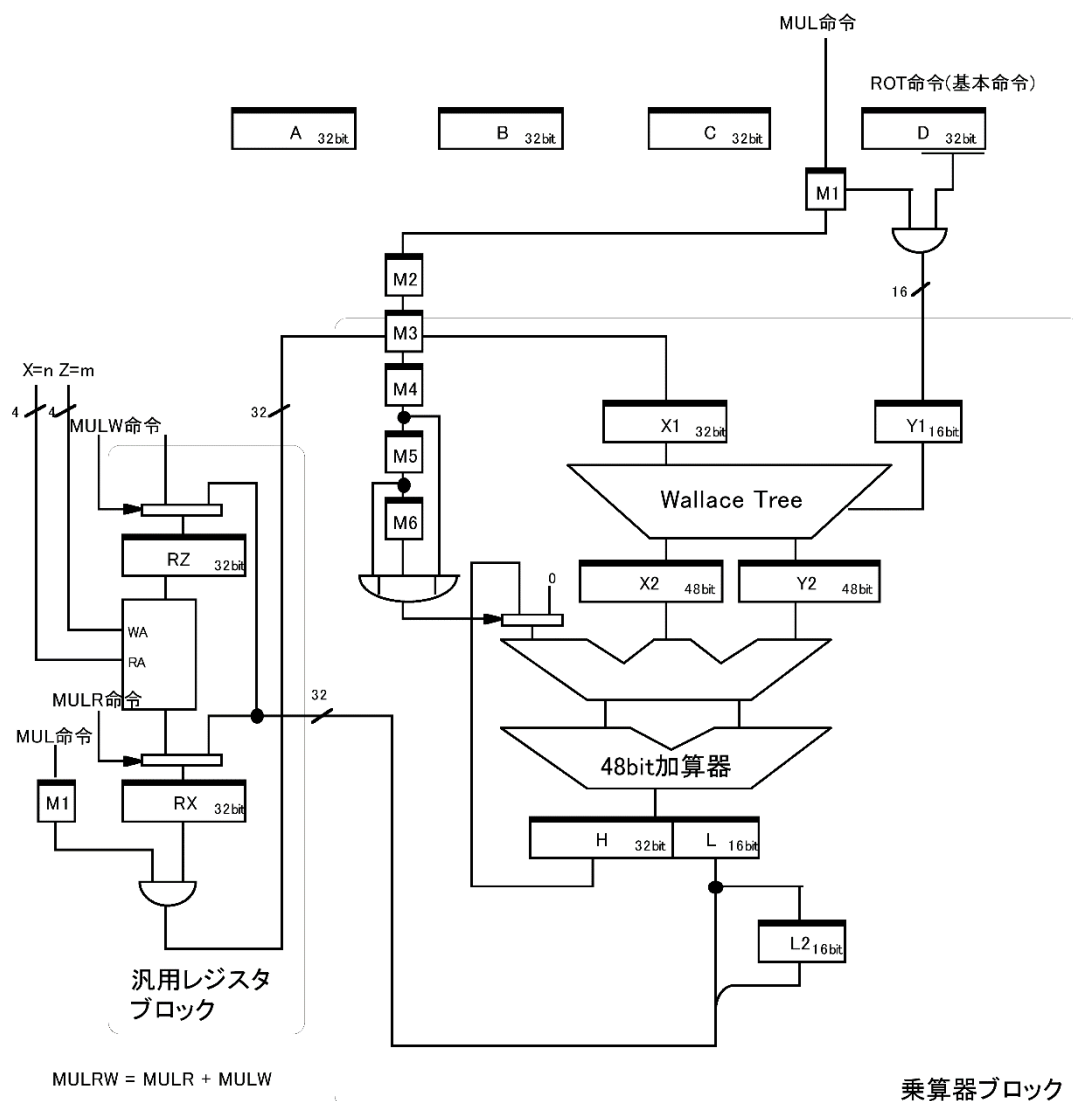 MUL命令
ROT命令(基本命令)
A 32bit
B 32bit
C 32bit
D 32bit
M1
M2
16
M3
X=n Z=m
M4
4
4
32
MULW命令
X1 32bit
Y1 16bit
M5
Wallace Tree
M6
RZ 32bit
0
X2 48bit
Y2 48bit
WA
RA
MULR命令
32
MUL命令
48bit加算器
M1
RX 32bit
H 32bit
L 16bit
L2 16bit
汎用レジスタ
ブロック
MULRW = MULR + MULW
乗算器ブロック